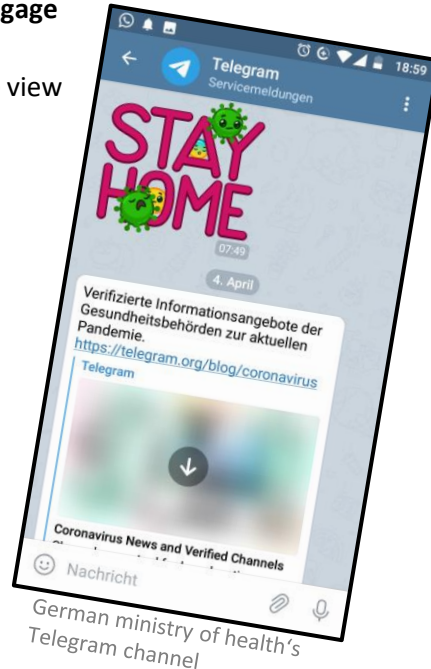 gage
view
18:59
Telegram
Servicemeldungen
STAY
HOME
07:49
4. April
Verifizierte Informationsangebote der
Gesundheitsbehörden zur aktuellen
Pandemie.
https://telegram.org/blog/coronavirus
Telegram
Coronavirus News and Verified Channels
Nachricht
German ministry of health's
Telegram channel